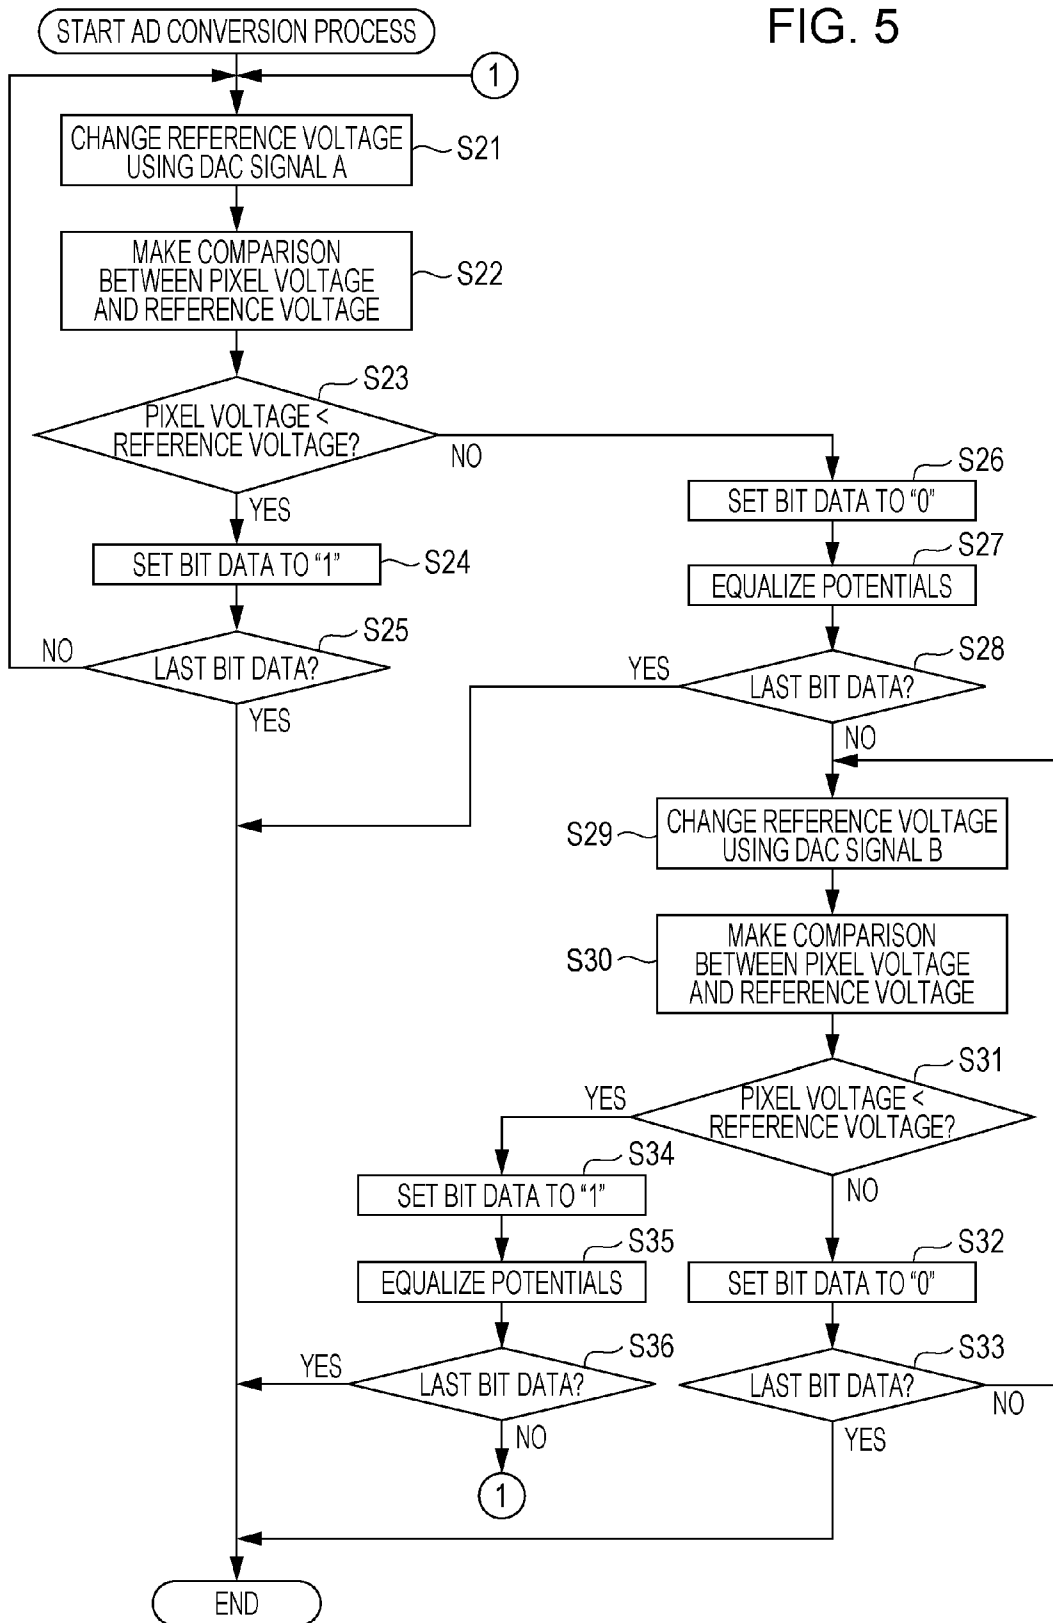 FIG. 5
START AD CONVERSION PROCESS
1
CHANGE REFERENCE VOLTAGE
USING DAC SIGNAL A
S21
MAKE COMPARISON
BETWEEN PIXEL VOLTAGE
AND REFERENCE VOLTAGE
S22
S23
PIXEL VOLTAGE <
REFERENCE VOLTAGE?
NO
YES
SET BIT DATA TO “1”
S24
S25
LAST BIT DATA?
NO
YES
S26
SET BIT DATA TO “0”
S27
EQUALIZE POTENTIALS
S28
LAST BIT DATA?
YES
NO
S29
CHANGE REFERENCE VOLTAGE
USING DAC SIGNAL B
S30
MAKE COMPARISON
BETWEEN PIXEL VOLTAGE
AND REFERENCE VOLTAGE
S31
PIXEL VOLTAGE <
REFERENCE VOLTAGE?
YES
NO
S34
SET BIT DATA TO “1”
S35
EQUALIZE POTENTIALS
S36
LAST BIT DATA?
YES
NO
1
S32
SET BIT DATA TO “0”
S33
LAST BIT DATA?
NO
YES
END